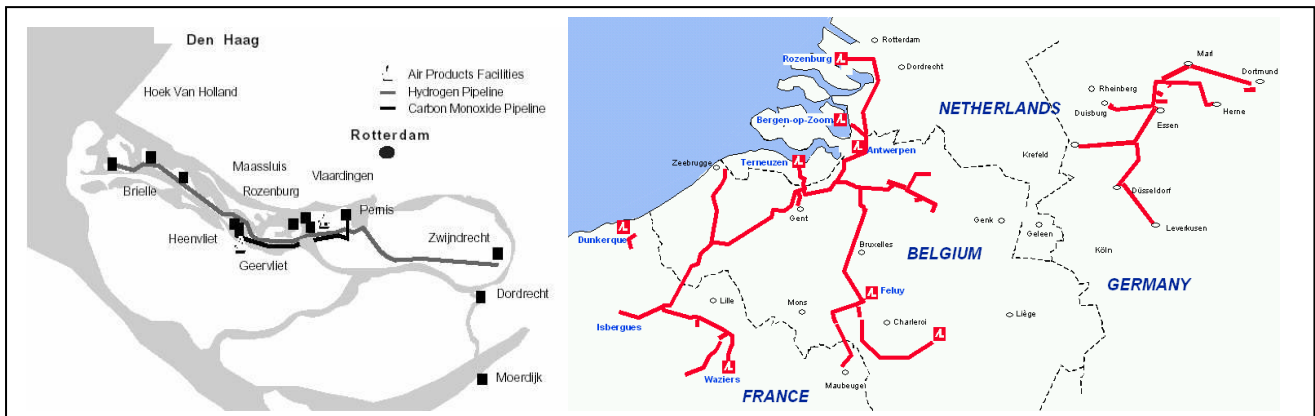 Den Haag
Air Products Facilities
Hydrogen Pipeline
Carbon Monoxide Pipeline
Hoek Van Holland
Rotterdam
Maassluis
Vlaardingen
Rozenburg
Brielle
Pernis
Heenvliet
Zwijndrecht
Geervliet
Dordrecht
Moerdijk
Rotterdam
Rozenburg
Dordrecht
Marl
Dortmund
Rheinberg
NETHERLANDS
Duisburg
Herne
Bergen-op-Zoom
Essen
Antwerpen
Krefeld
Zeebrugge
Terneuzen
Düsseldorf
Gent
Genk
Geleen
Leverkusen
Dunkerque
Bruxelles
Köln
BELGIUM
GERMANY
Feluy
Lille
Mons
Isbergues
Charleroi
Liège
Waziers
Maubeuge
FRANCE